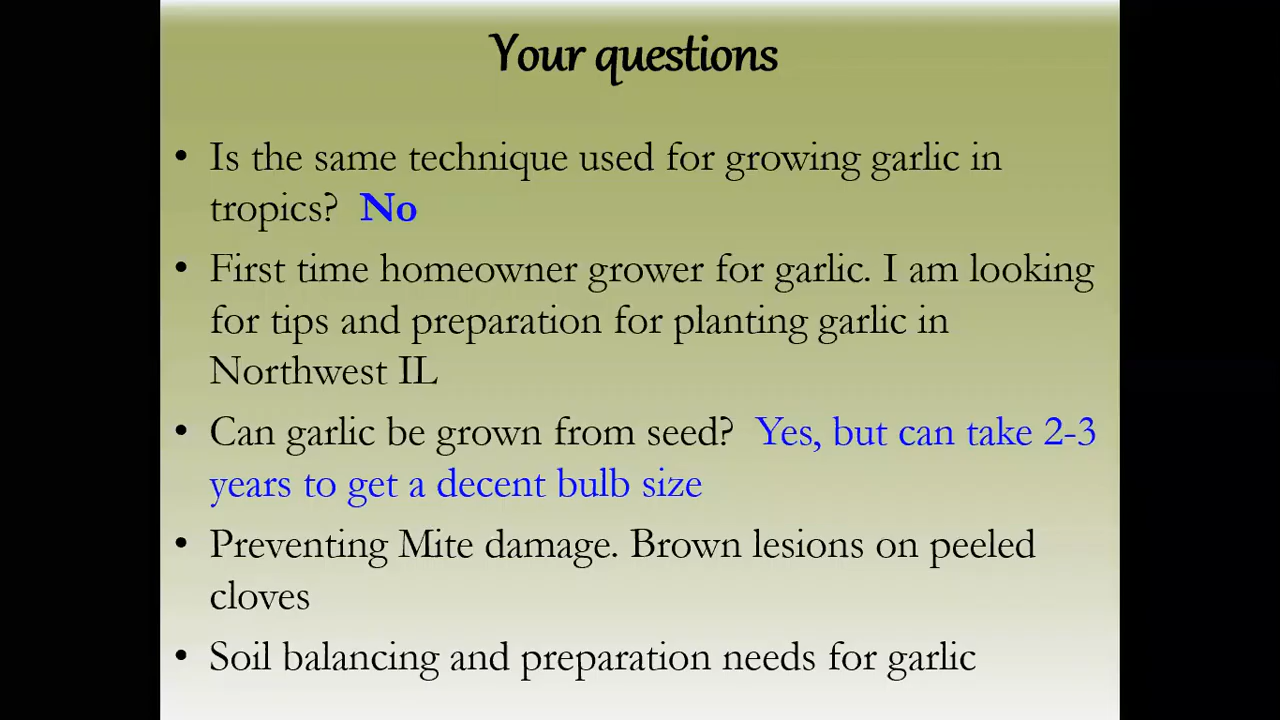 Your questions
• Is the same technique used for growing garlic in
tropics? No
• First time homeowner grower for garlic. I am looking
for tips and preparation for planting garlic in
Northwest IL
• Can garlic be grown from seed? Yes, but can take 2-3
years to get a decent bulb size
• Preventing Mite damage. Brown lesions on peeled
cloves
• Soil balancing and preparation needs for garlic